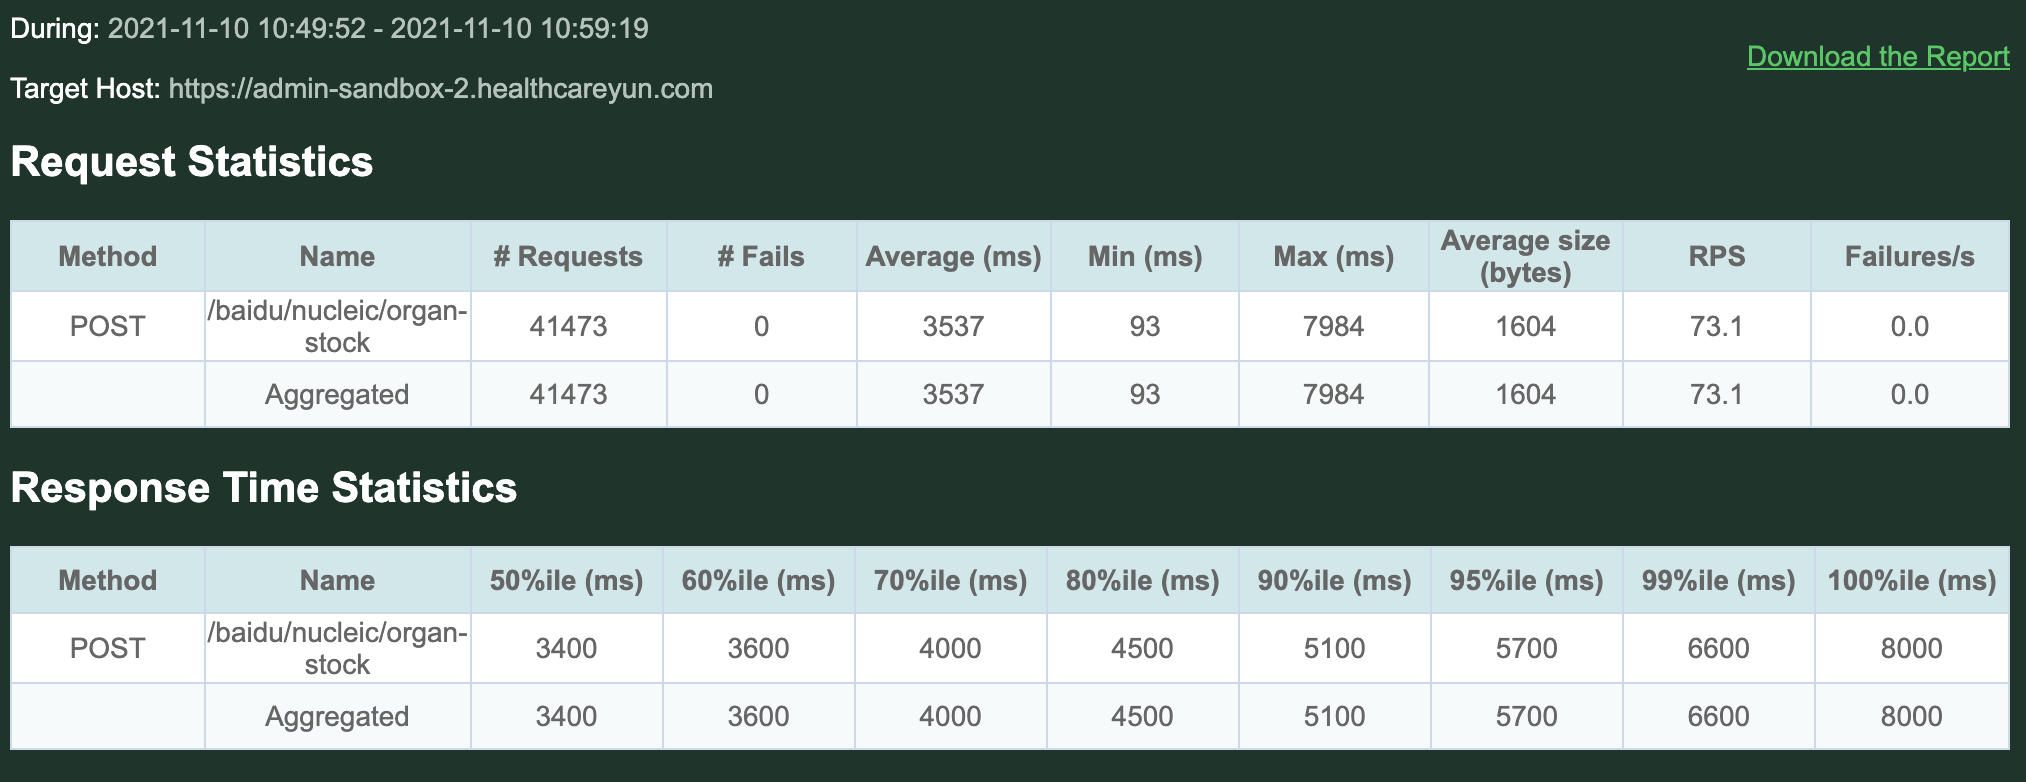 During: 2021-11-10 10:49:52 - 2021-11-10 10:59:19
Download the Report
Target Host: https://admin-sandbox-2.healthcareyun.com
Request Statistics
Method Name # Requests # Fails Average (ms) Min (ms) Max (ms) Average size (bytes) RPS Failures/s
POST /baidu/nucleic/organ-stock 41473 0 3537 93 7984 1604 73.1 0.0
Aggregated 41473 0 3537 93 7984 1604 73.1 0.0
Response Time Statistics
Method Name 50%ile (ms) 60%ile (ms) 70%ile (ms) 80%ile (ms) 90%ile (ms) 95%ile (ms) 99%ile (ms) 100%ile (ms)
POST /baidu/nucleic/organ-stock 3400 3600 4000 4500 5100 5700 6600 8000
Aggregated 3400 3600 4000 4500 5100 5700 6600 8000